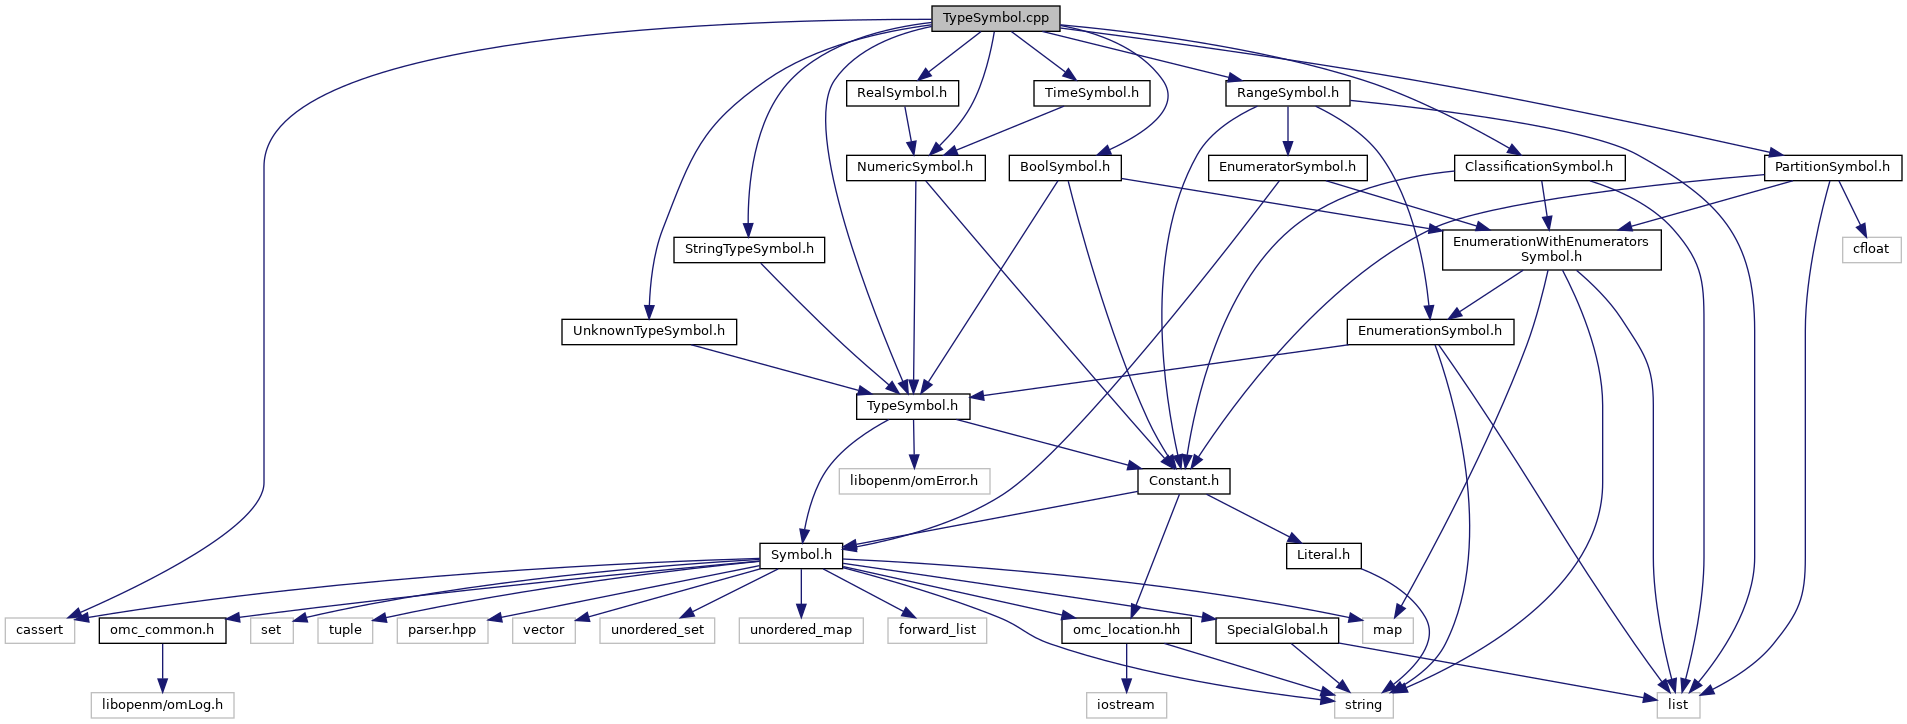 TypeSymbol.cpp
RealSymbol.h
TimeSymbol.h
RangeSymbol.h
NumericSymbol.h
BoolSymbol.h
EnumeratorSymbol.h
ClassificationSymbol.h
PartitionSymbol.h
StringTypeSymbol.h
EnumerationWithEnumerators
Symbol.h
cfloat
UnknownTypeSymbol.h
EnumerationSymbol.h
TypeSymbol.h
libopenm/omError.h
Constant.h
Symbol.h
Literal.h
cassert
omc_common.h
set
tuple
parser.hpp
vector
unordered_set
unordered_map
forward_list
omc_location.hh
SpecialGlobal.h
map
libopenm/omLog.h
iostream
string
list